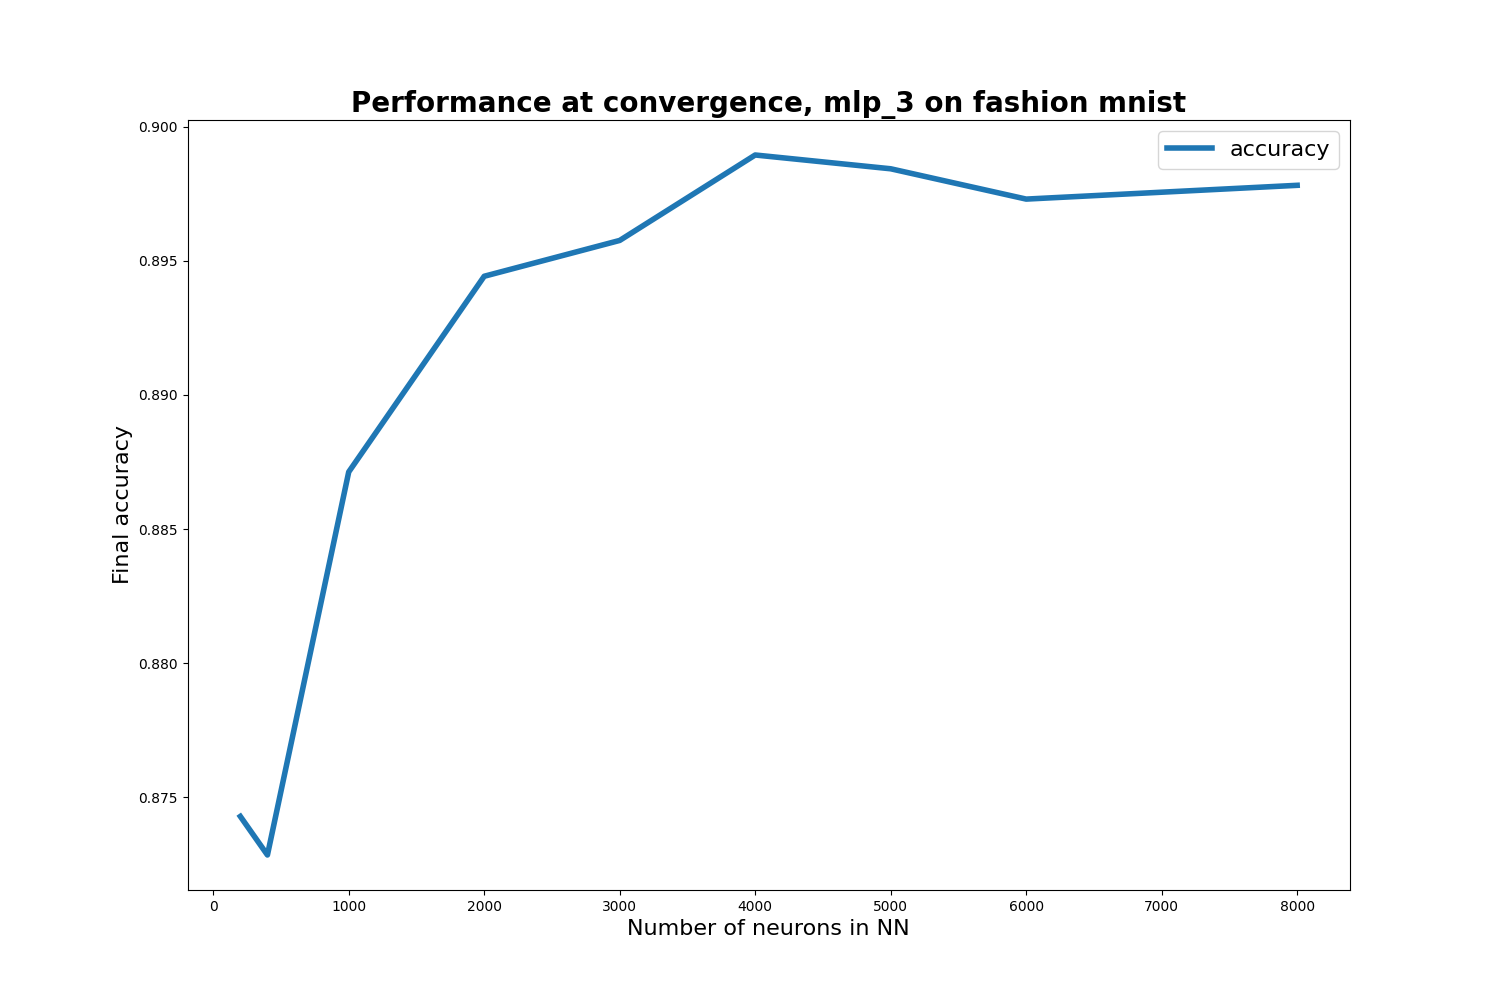 Performance at convergence, mlp_3 on fashion mnist
accuracy
0.900
0.895
0.890
0.885
0.880
0.875
Final accuracy
0 1000 2000 3000 4000 5000 6000 7000 8000
Number of neurons in NN